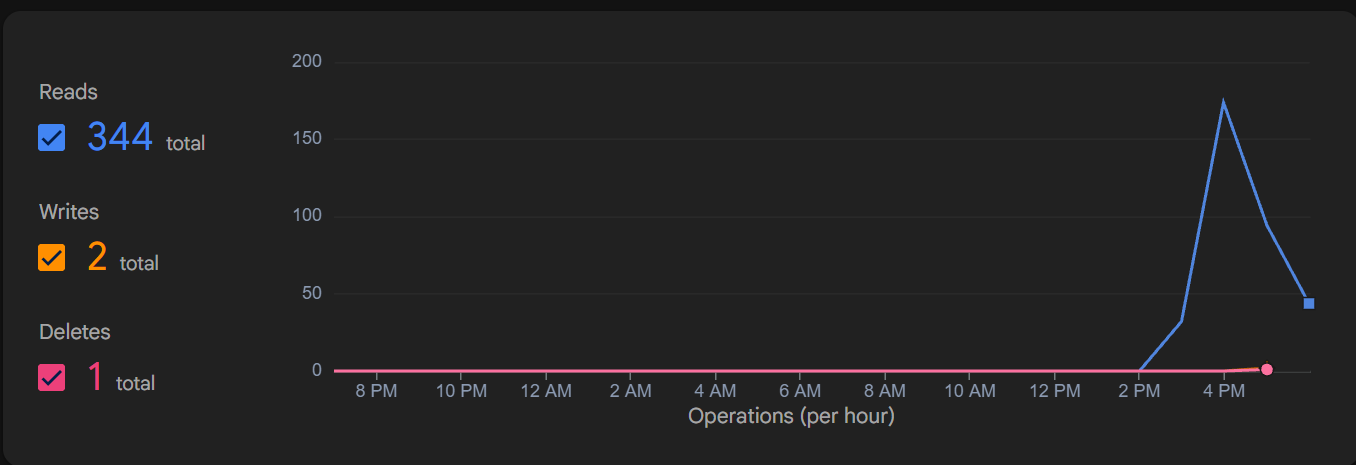 Reads
344 total
Writes
2 total
Deletes
1 total
200
150
100
50
0
8 PM 10 PM 12 AM 2 AM 4 AM 6 AM 8 AM 10 AM 12 PM 2 PM 4 PM
Operations (per hour)